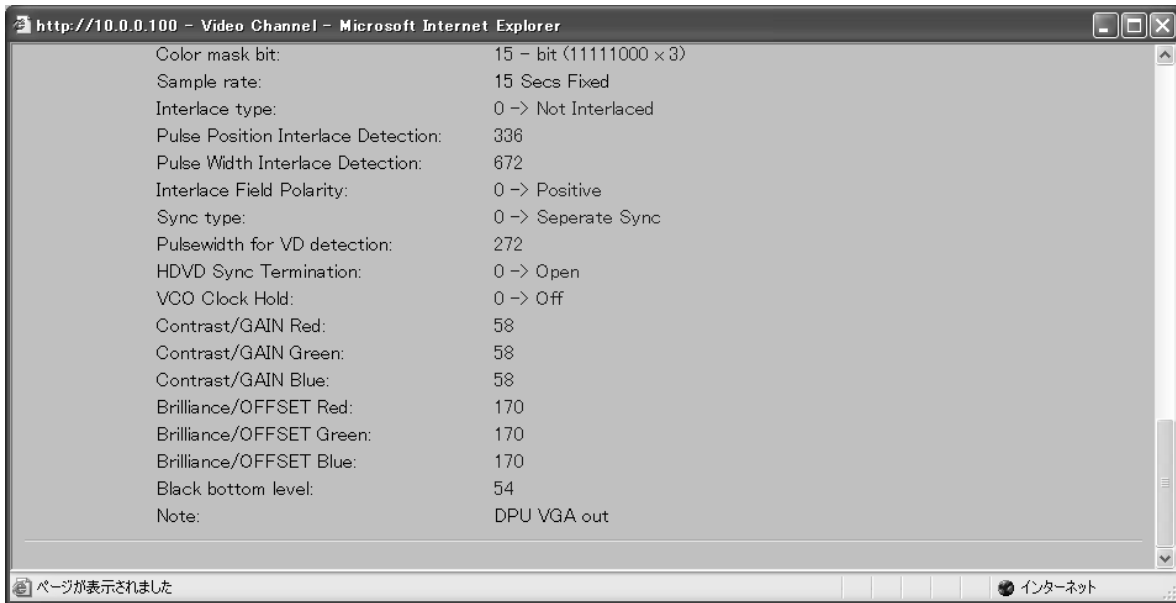 http://10.0.0.100 - Video Channel - Microsoft Internet Explorer
Color mask bit: 15 - bit (11111000 × 3)
Sample rate: 15 Secs Fixed
Interlace type: 0 -> Not Interlaced
Pulse Position Interlace Detection: 336
Pulse Width Interlace Detection: 672
Interlace Field Polarity: 0 -> Positive
Sync type: 0 -> Seperate Sync
Pulsewidth for VD detection: 272
HDVD Sync Termination: 0 -> Open
VCO Clock Hold: 0 -> Off
Contrast/GAIN Red: 58
Contrast/GAIN Green: 58
Contrast/GAIN Blue: 58
Brilliance/OFFSET Red: 170
Brilliance/OFFSET Green: 170
Brilliance/OFFSET Blue: 170
Black bottom level: 54
Note: DPU VGA out
ページが表示されました インターネット